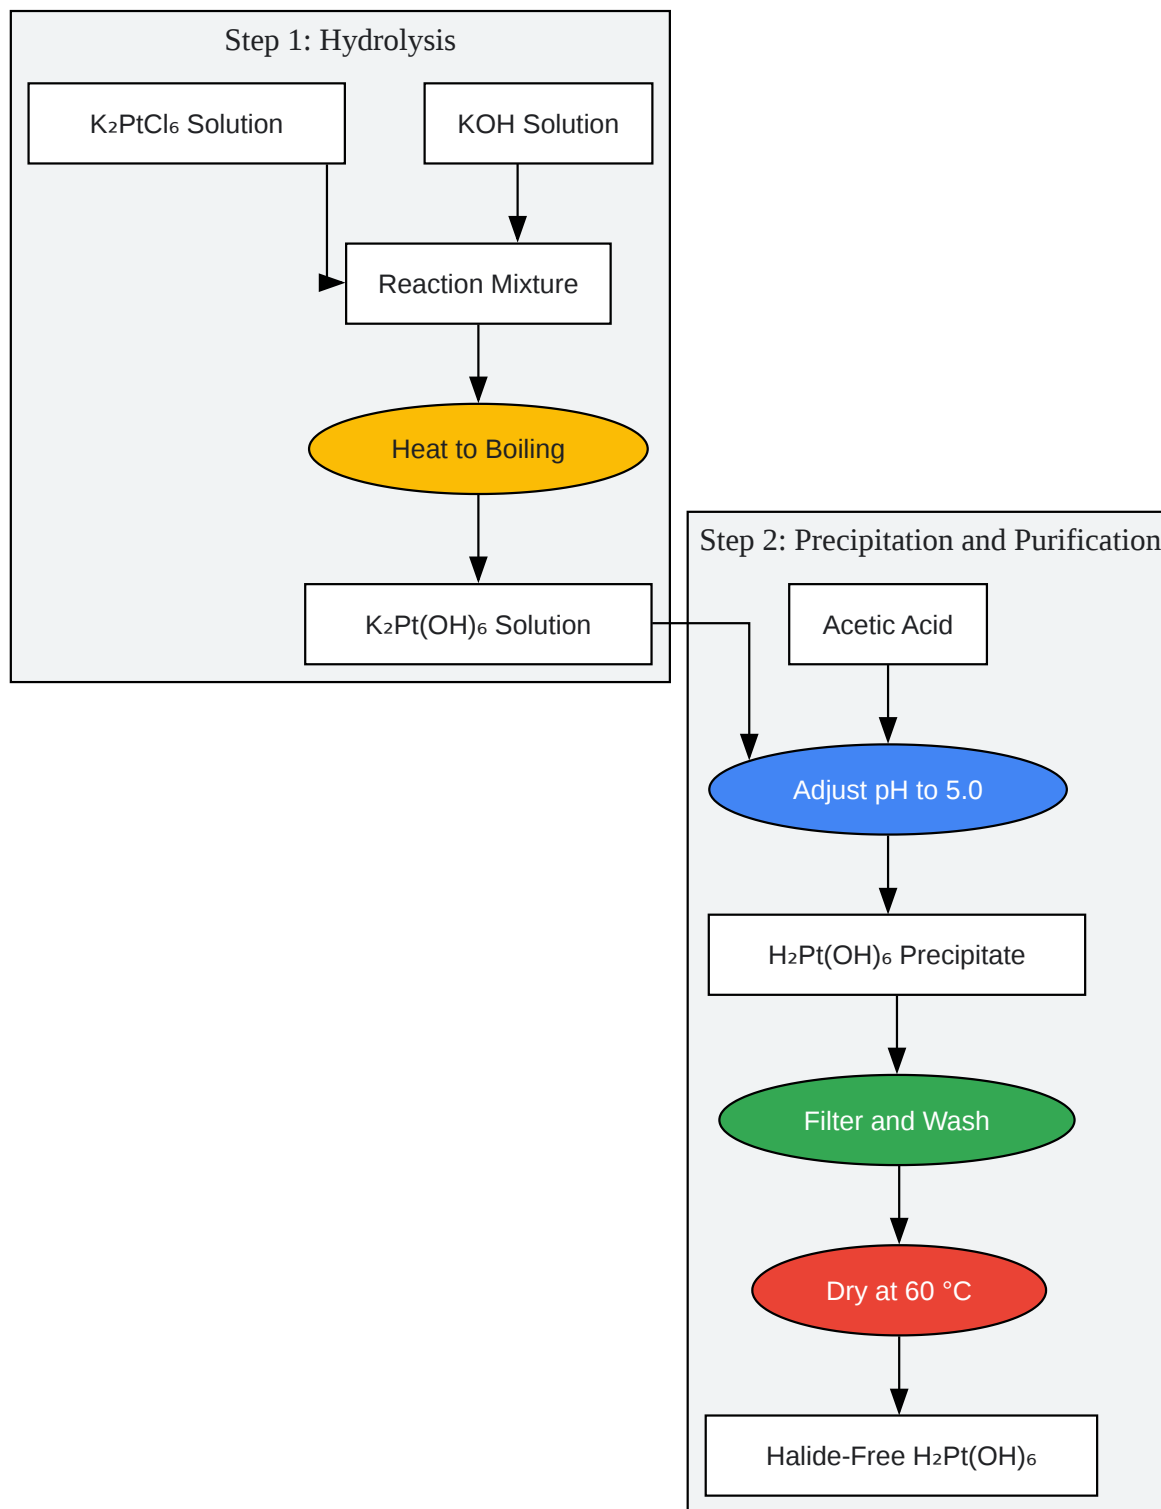 Step 1: Hydrolysis
K₂PtCl₆ Solution
KOH Solution
Reaction Mixture
Heat to Boiling
K₂Pt(OH)₆ Solution
Step 2: Precipitation and Purification
Acetic Acid
Adjust pH to 5.0
H₂Pt(OH)₆ Precipitate
Filter and Wash
Dry at 60 °C
Halide-Free H₂Pt(OH)₆